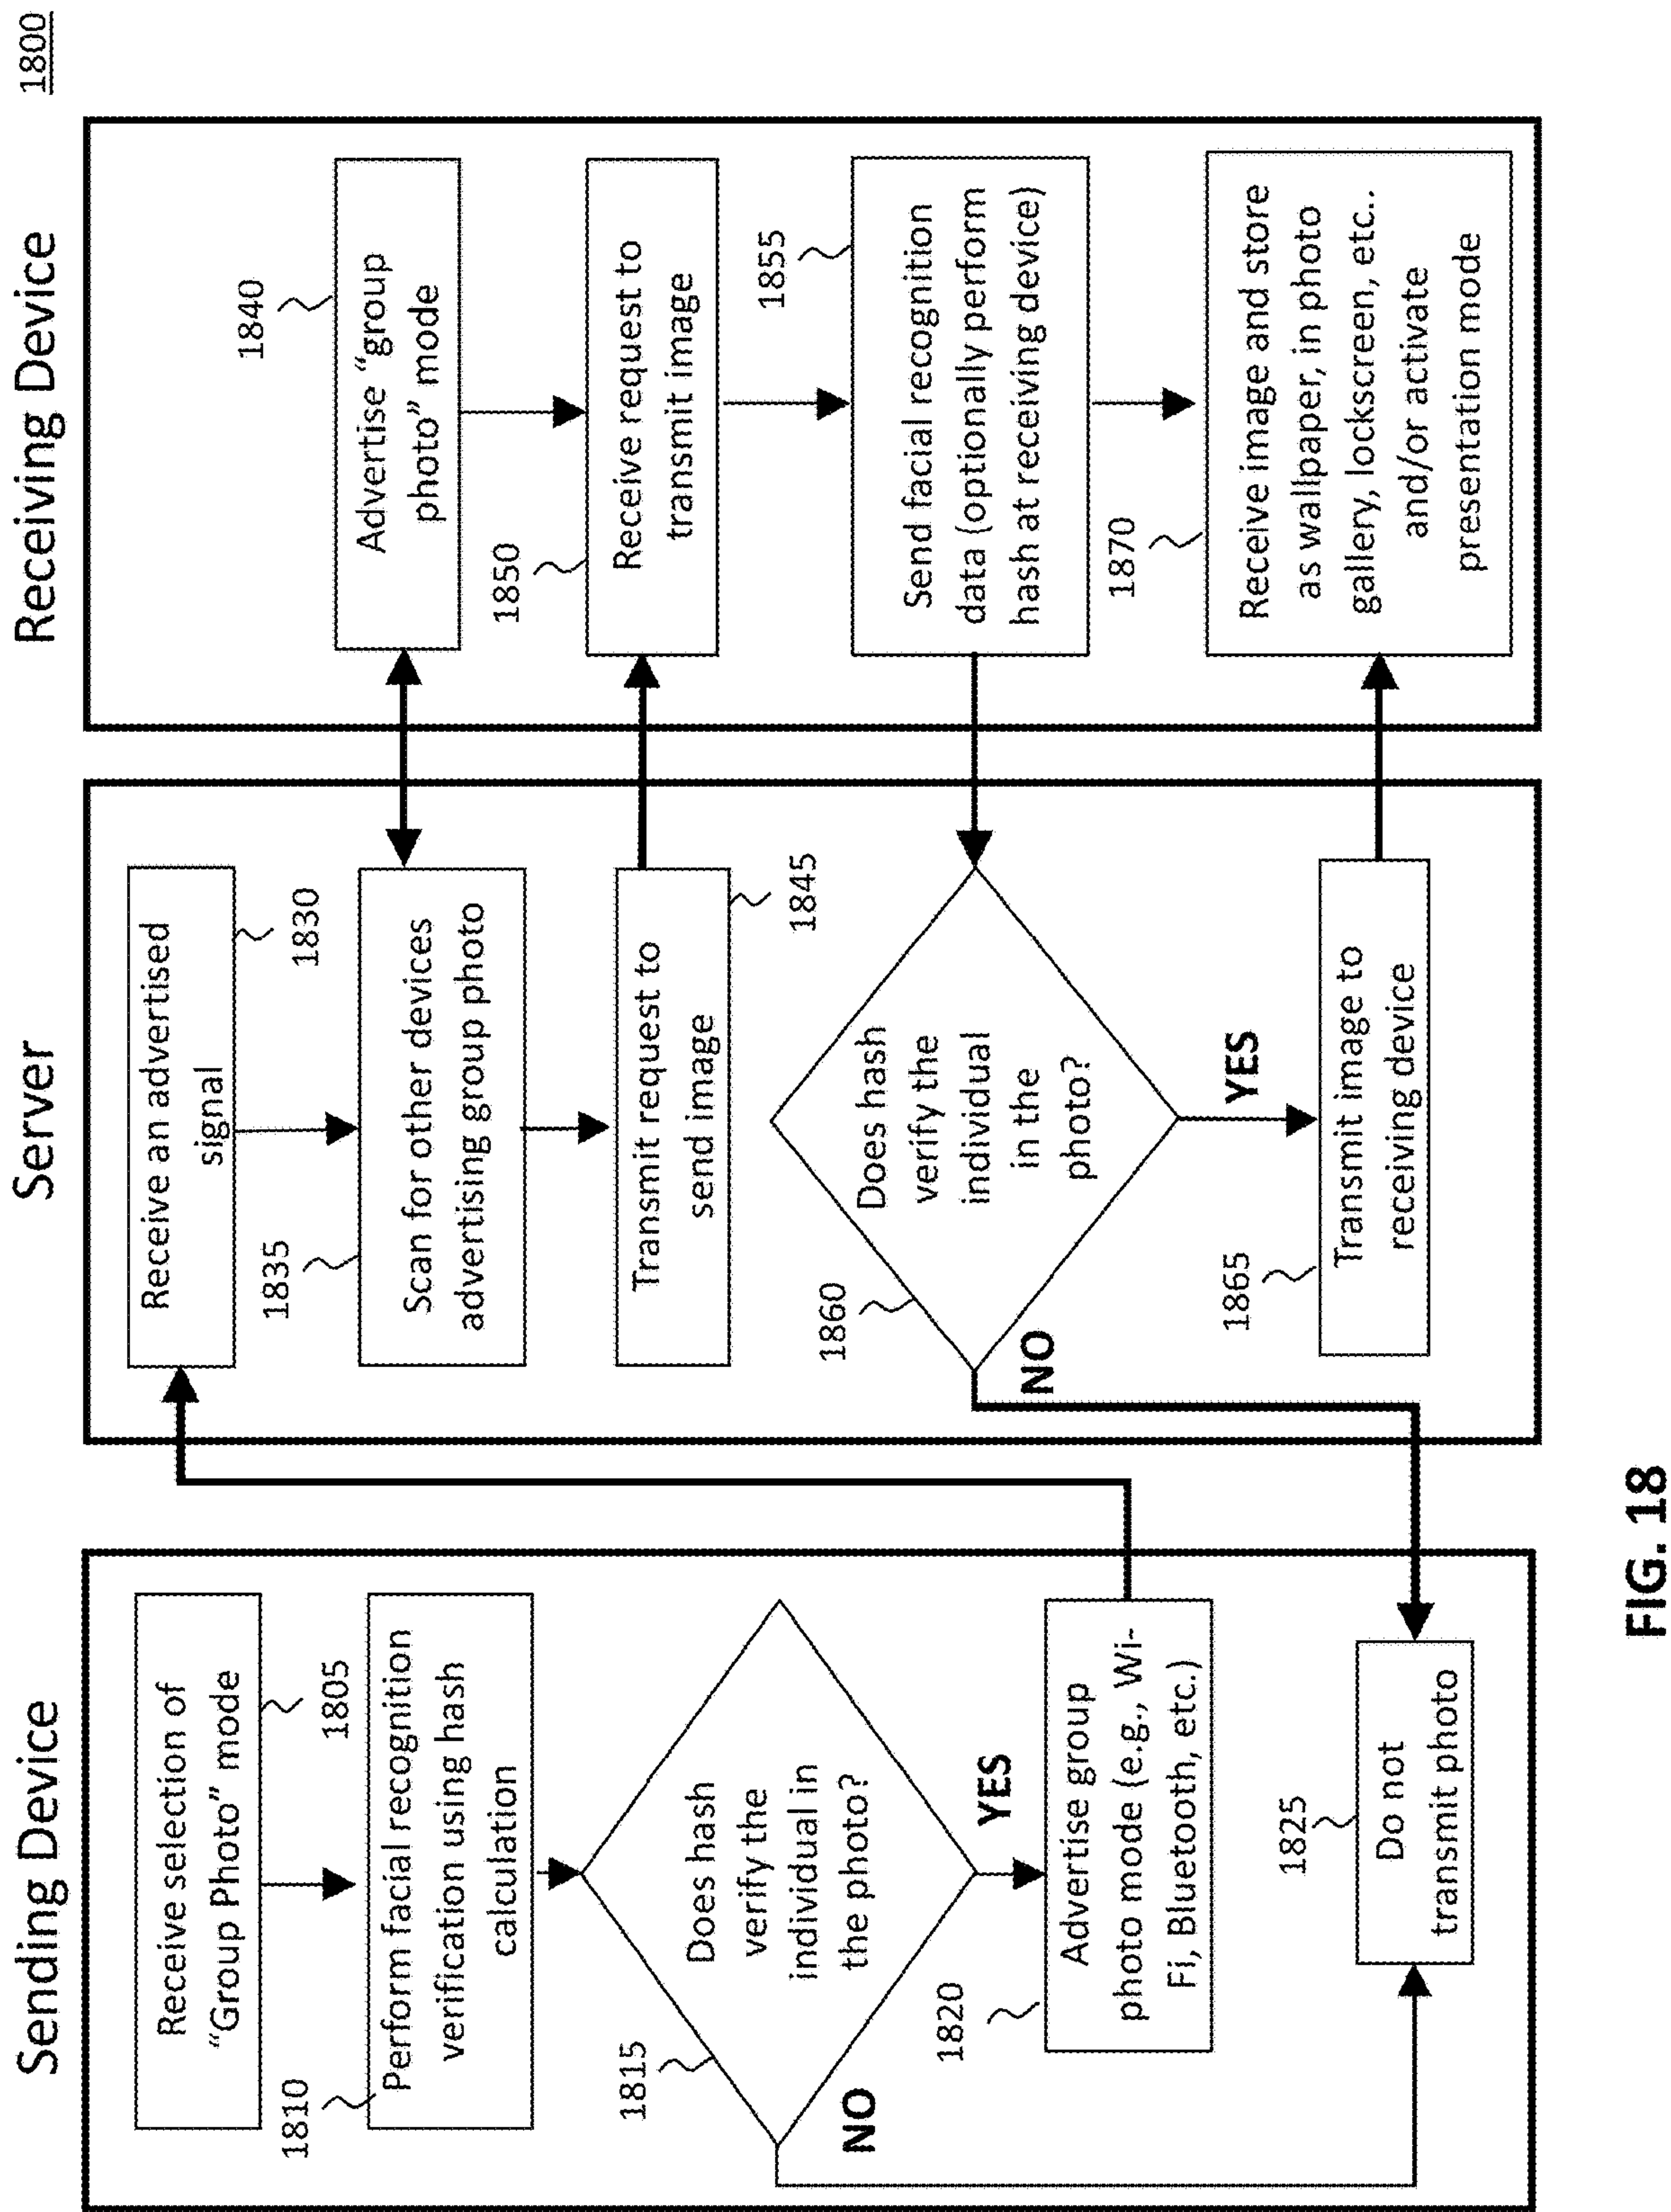 1800
Sending Device
Receive selection of
“Group Photo” mode
1805
1810
Perform facial recognition
verification using hash
calculation
Does hash
verify the
individual in
the photo?
1815
NO
YES
1820
Advertise group
photo mode (e.g., Wi-
Fi, Bluetooth, etc.)
1825
Do not
transmit photo
Server
Receive an advertised
signal
1830
1835
Scan for other devices
advertising group photo
Transmit request to
send image
1845
Does hash
verify the
individual
in the
photo?
1860
NO
YES
1865
Transmit image to
receiving device
Receiving Device
1840
Advertise “group
photo” mode
1850
Receive request to
transmit image
1855
Send facial recognition
data (optionally perform
hash at receiving device)
1870
Receive image and store
as wallpaper, in photo
gallery, lockscreen, etc..
and/or activate
presentation mode
FIG. 18